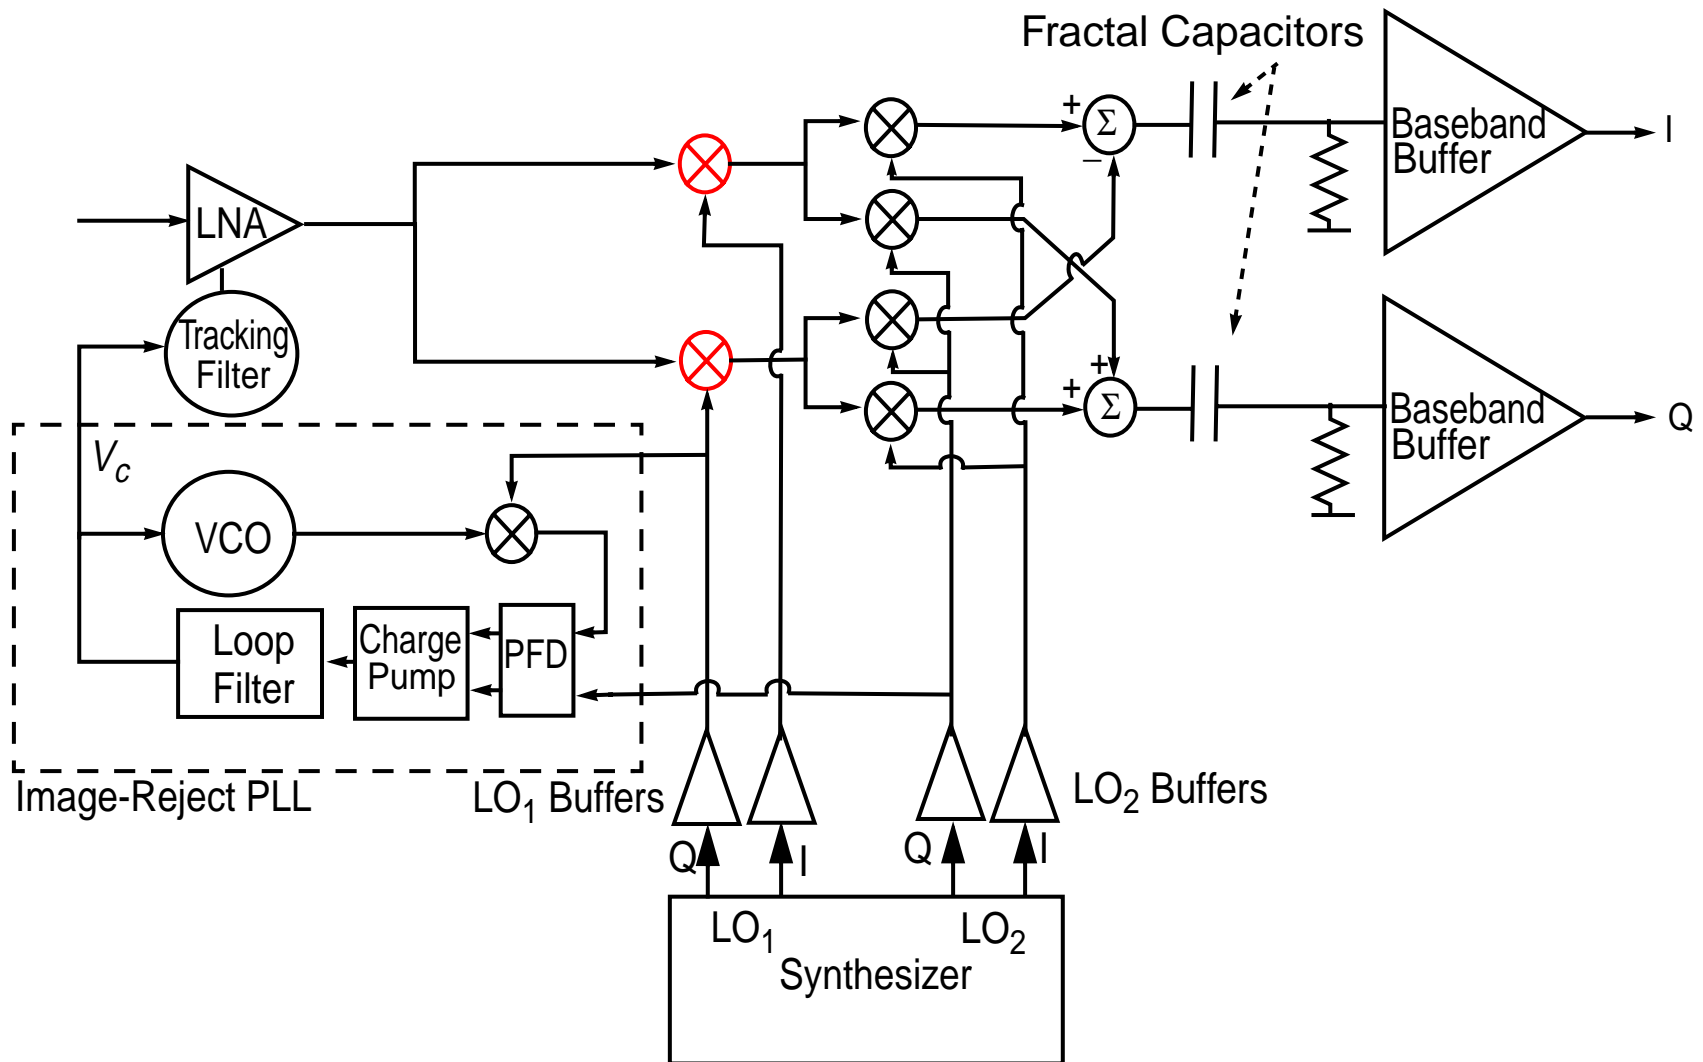 Fractal Capacitors
+
Σ
−
Baseband
Buffer
I
LNA
Tracking
Filter
+
+
Σ
Baseband
Buffer
Q
Vc
VCO
Loop
Filter
Charge
Pump
PFD
Image-Reject PLL
LO1 Buffers
LO2 Buffers
Q
I
Q
I
LO1
LO2
Synthesizer